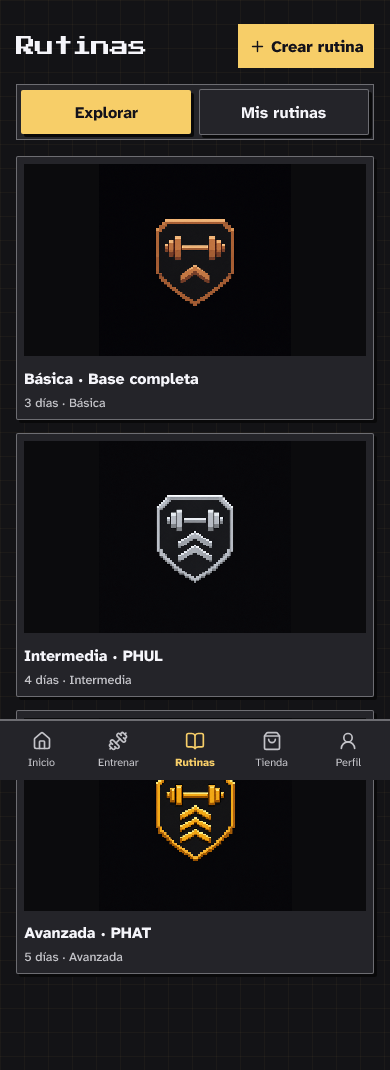 Rutinas
+ Crear rutina
Explorar
Mis rutinas
Básica · Base completa
3 días · Básica
Intermedia · PHUL
4 días · Intermedia
Inicio
Entrenar
Rutinas
Tienda
Perfil
Avanzada · PHAT
5 días · Avanzada